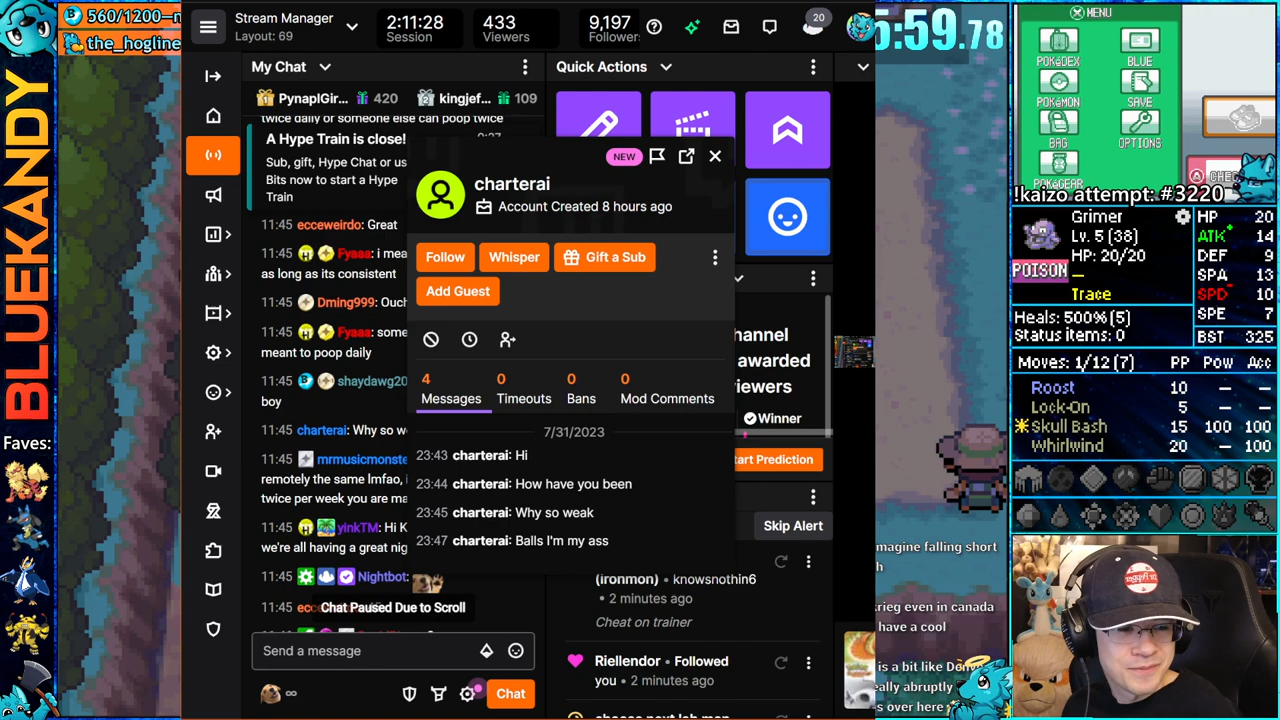 560/1200
the_hogline
BLUEKANDY
Faves:
Stream Manager
Layout: 69
2:11:28
Session
433
Viewers
9,197
Followers
20
My Chat
PynaplGir... 420
kingjef... 109
twice daily or someone else can poop twice
A Hype Train is close!
Sub, gift, Hype Chat or us
Bits now to start a Hype
Train
11:45 ecceweirdo: Great
11:45 Fyaaa: i mea
as long as its consistent
11:45 Dming999: Ouch
11:45 Fyaaa: some
meant to poop daily
11:45 shaydawg20
boy
11:45 charterai: Why so w
11:45 mrmusicmonste
remotely the same lmfao, i
twice per week you are ma
11:45 yinkTM: Hi K
we're all having a great nig
11:45 Nightbot:
11:45
Chat Paused Due to Scroll
Send a message
Chat
Quick Actions
NEW
charterai
Account Created 8 hours ago
Follow
Whisper
Gift a Sub
Add Guest
4
Messages
0
Timeouts
0
Bans
0
Mod Comments
7/31/2023
23:43 charterai: Hi
23:44 charterai: How have you been
23:45 charterai: Why so weak
23:47 charterai: Balls I'm my ass
hannel
awarded
iewers
Winner
tart Prediction
Skip Alert
(ironmon) • knowsnothin6
• 2 minutes ago
Cheat on trainer
Riellendor • Followed
you • 2 minutes ago
5:59.78
MENU
POKéDEX
BLUE
POKéMON
SAVE
BAG
OPTIONS
POKéGEAR
!kaizo attempt: #3220
Grimer
Lv. 5 (38)
HP: 20/20
POISON
—
Trace
Heals: 500% (5)
Status items: 0
HP 20
ATK 14
DEF 9
SPA 13
SPD 10
SPE 7
BST 325
Moves: 1/12 (7) PP Pow Acc
Roost 10 — —
Lock-On 5 — —
Skull Bash 15 100 100
Whirlwind 20 — 100
magine falling short
h
krieg even in canada
have a cool
is a bit like Denve
eally abruptly
s over here
Dr Pepper